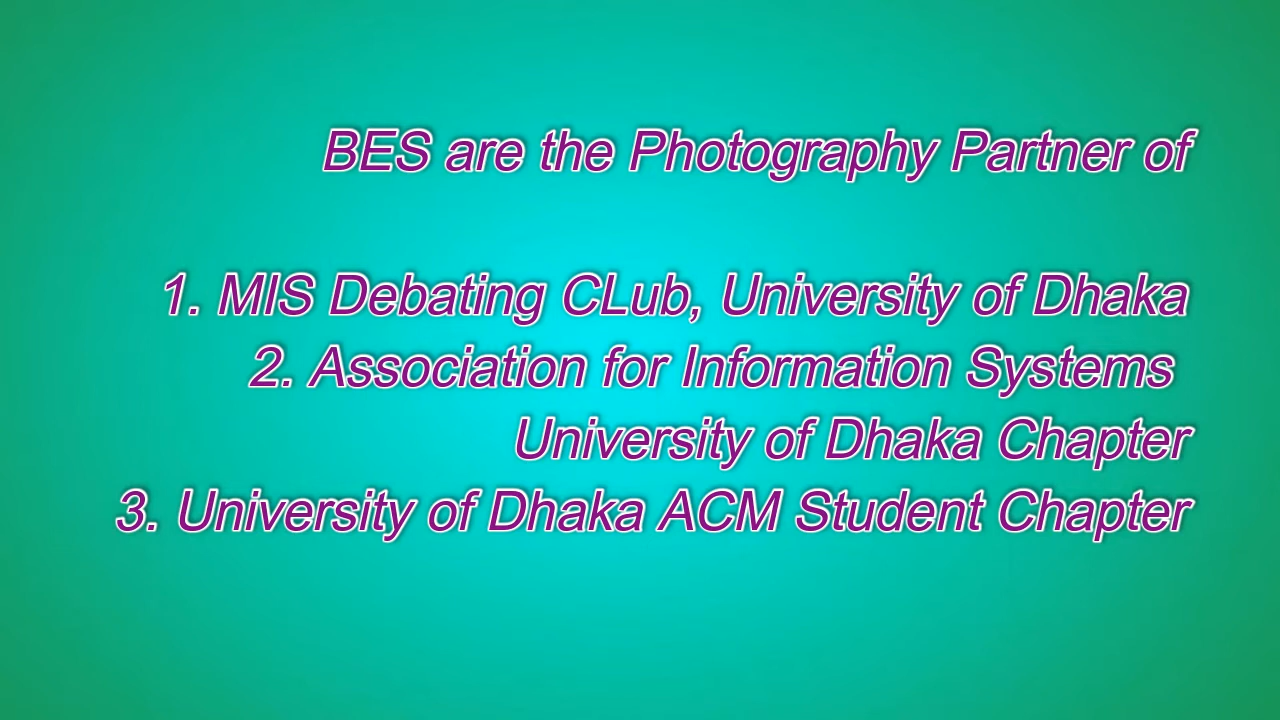 BES are the Photography Partner of
1. MIS Debating CLub, University of Dhaka
2. Association for Information Systems
University of Dhaka Chapter
3. University of Dhaka ACM Student Chapter